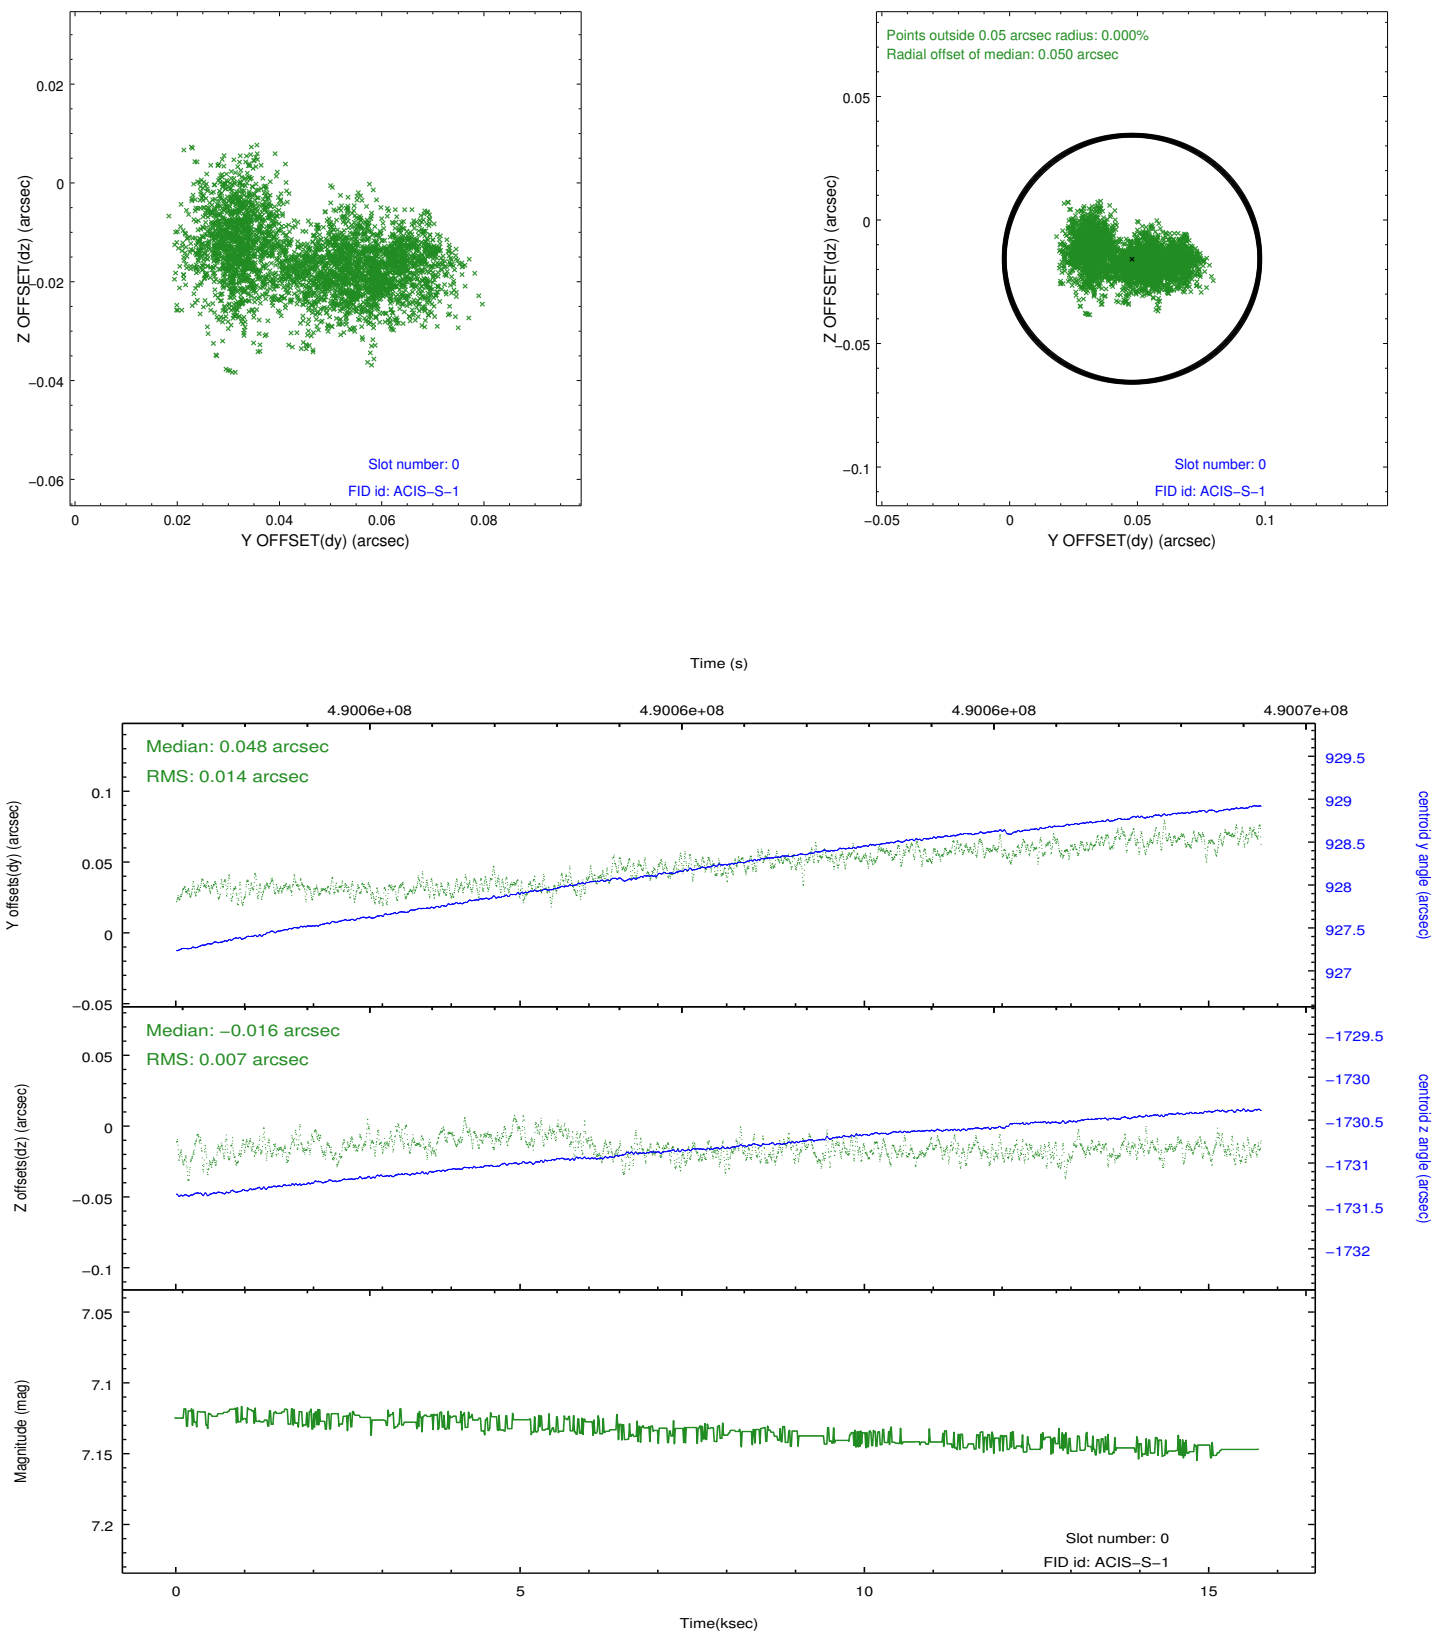 0.02
0
−0.02
−0.04
−0.06
Z OFFSET(dz) (arcsec)
Slot number: 0
FID id: ACIS−S−1
0 0.02 0.04 0.06 0.08
Y OFFSET(dy) (arcsec)
Points outside 0.05 arcsec radius: 0.000%
Radial offset of median: 0.050 arcsec
0.05
0
−0.05
−0.1
Z OFFSET(dz) (arcsec)
Slot number: 0
FID id: ACIS−S−1
−0.05 0 0.05 0.1
Y OFFSET(dy) (arcsec)
Time (s)
4.9006e+08 4.9006e+08 4.9006e+08 4.9007e+08
Median: 0.048 arcsec
RMS: 0.014 arcsec
0.1
0.05
0
−0.05
Y offsets(dy) (arcsec)
929.5
929
928.5
928
927.5
927
centroid y angle (arcsec)
Median: −0.016 arcsec
RMS: 0.007 arcsec
0.05
0
−0.05
−0.1
Z offsets(dz) (arcsec)
−1729.5
−1730
−1730.5
−1731
−1731.5
−1732
centroid z angle (arcsec)
7.05
7.1
7.15
7.2
Magnitude (mag)
Slot number: 0
FID id: ACIS−S−1
0 5 10 15
Time(ksec)